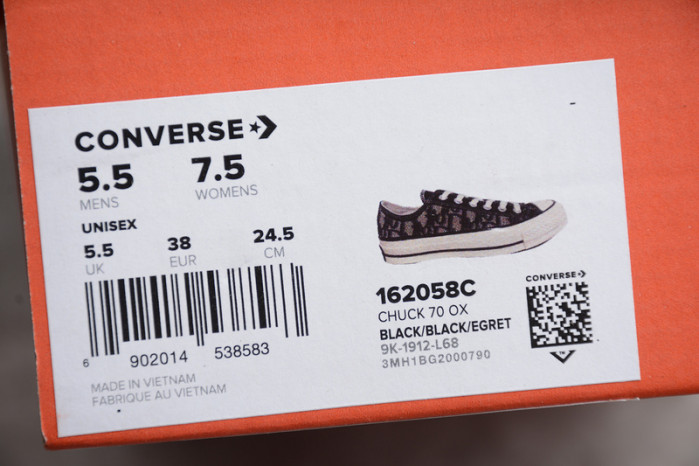 CONVERSE
5.5 7.5
MENS WOMENS
UNISEX
5.5 38 24.5
UK EUR CM
6 902014 538583
MADE IN VIETNAM
FABRIQUE AU VIETNAM
162058C
CHUCK 70 OX
BLACK/BLACK/EGRET
9K-1912-L68
3MH1BG2000790
CONVERSE